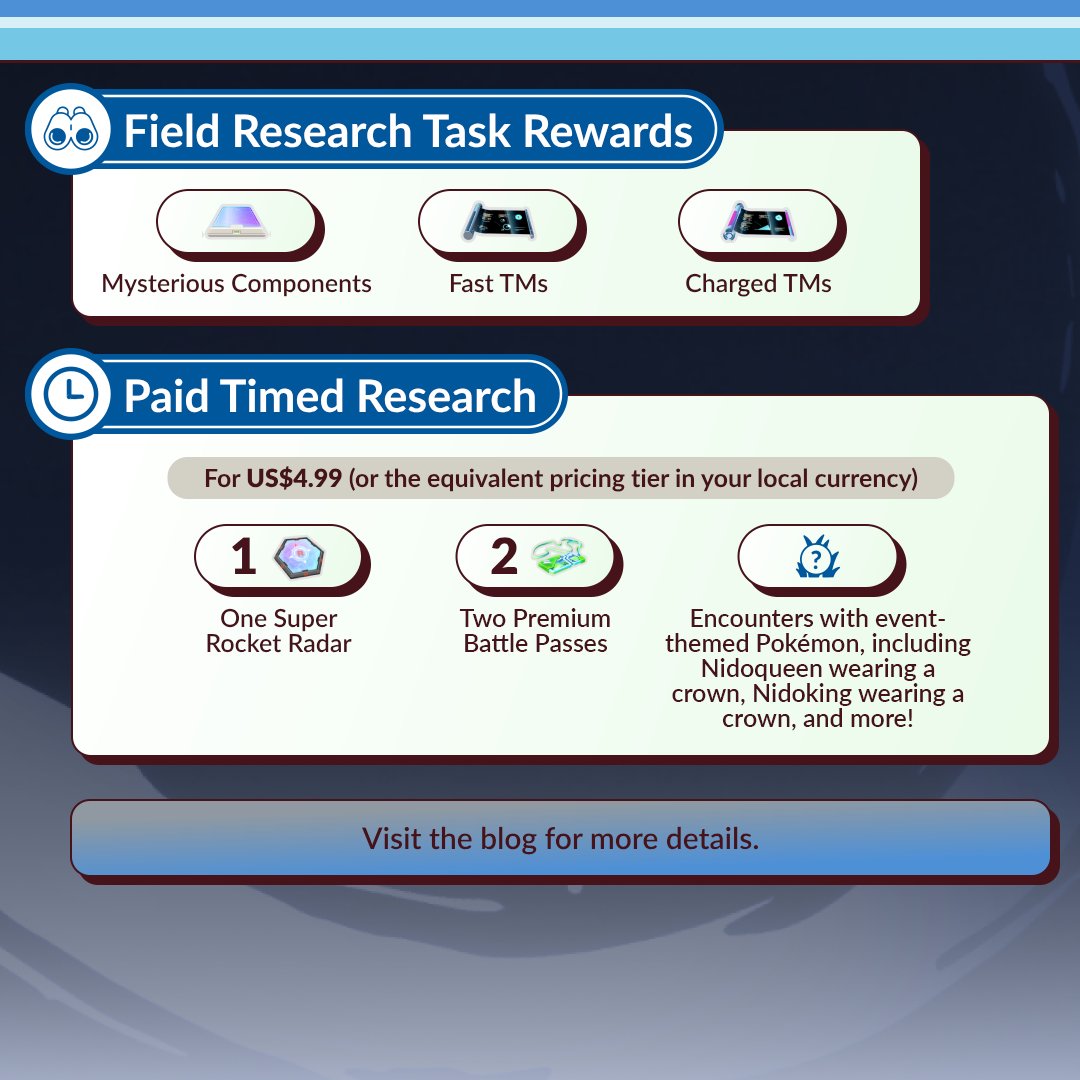 Field Research Task Rewards
Mysterious Components
Fast TMs
Charged TMs
Paid Timed Research
For US$4.99 (or the equivalent pricing tier in your local currency)
1
One Super
Rocket Radar
2
Two Premium
Battle Passes
?
Encounters with event-
themed Pokémon, including
Nidoqueen wearing a
crown, Nidoking wearing a
crown, and more!
Visit the blog for more details.